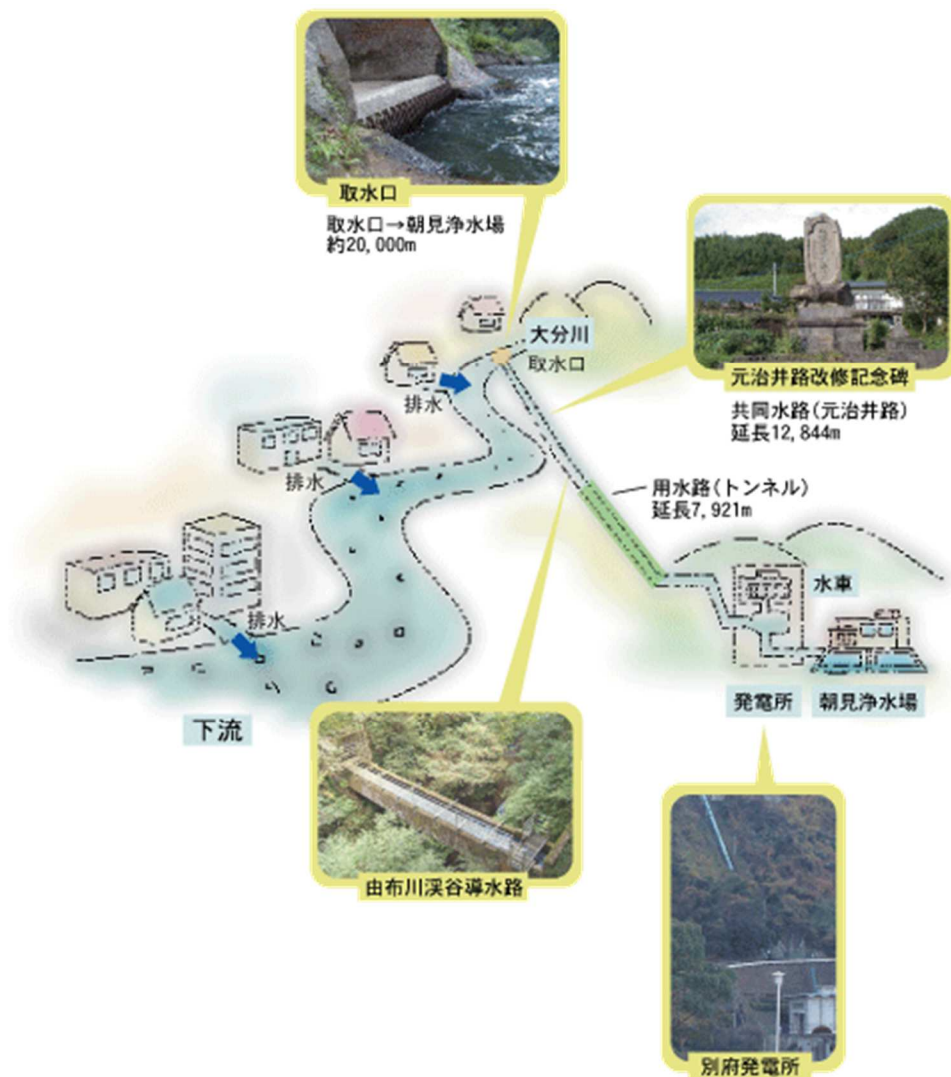 取水口
取水口→朝見浄水場
約20,000m
大分川
取水口
元治井路改修記念碑
共同水路(元治井路)
延長12,844m
排水
排水
用水路(トンネル)
延長7,921m
水車
排水
発電所
朝見浄水場
下流
由布川渓谷導水路
別府発電所